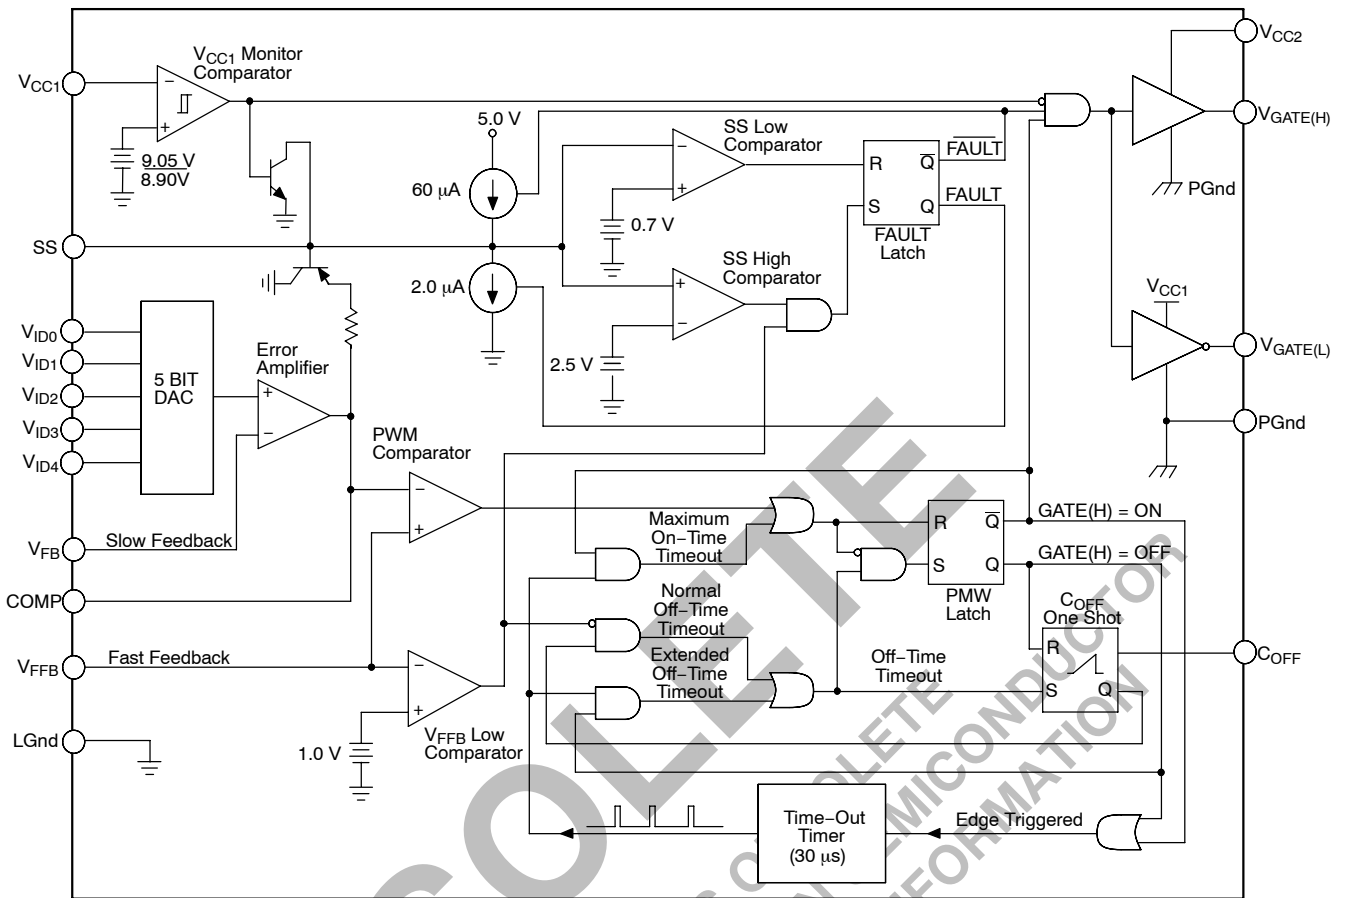 VCC1
VCC1 Monitor
Comparator
−
+
9.05 V
8.90V
SS
5.0 V
60 μA
2.0 μA
SS Low
Comparator
−
+
0.7 V
SS High
Comparator
+
−
2.5 V
R
Q
S
Q
FAULT
FAULT
FAULT
Latch
VCC2
VGATE(H)
PGnd
VCC1
VGATE(L)
PGnd
VID0
VID1
VID2
VID3
VID4
5 BIT
DAC
Error
Amplifier
+
−
PWM
Comparator
−
+
VFB
Slow Feedback
COMP
VFFB
Fast Feedback
−
+
VFFB Low
Comparator
1.0 V
LGnd
Maximum
On−Time
Timeout
Normal
Off−Time
Timeout
Extended
Off−Time
Timeout
Off−Time
Timeout
R
Q
S
Q
PMW
Latch
GATE(H) = ON
GATE(H) = OFF
COFF
One Shot
R
S
Q
COFF
Time−Out
Timer
(30 μs)
Edge Triggered